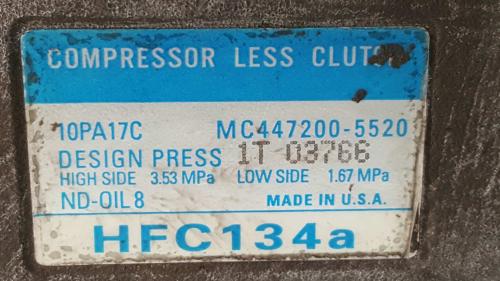 COMPRESSOR LESS CLUTCH
10PA17C MC447200-5520
DESIGN PRESS 1T 03766
HIGH SIDE 3.53 MPa LOW SIDE 1.67 MPa
ND-OIL 8 MADE IN U.S.A.
HFC134a